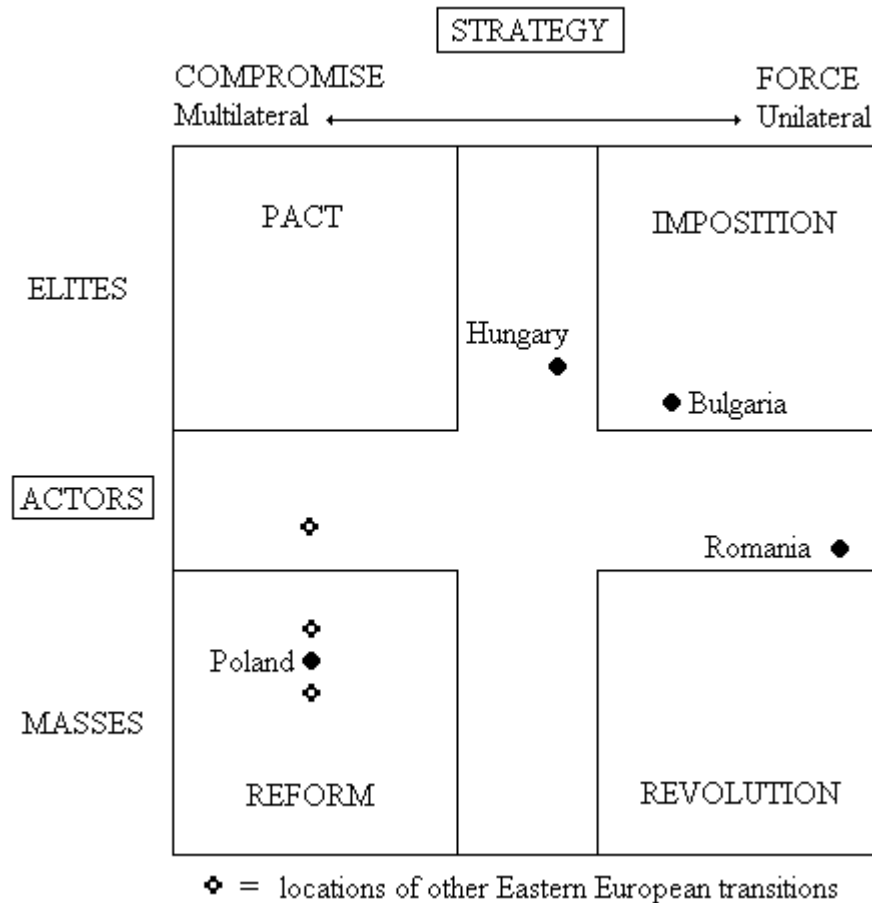 STRATEGY
COMPROMISE
FORCE
Multilateral
Unilateral
PACT
IMPOSITION
ELITES
Hungary
Bulgaria
ACTORS
Romania
Poland
MASSES
REFORM
REVOLUTION
= locations of other Eastern European transitions